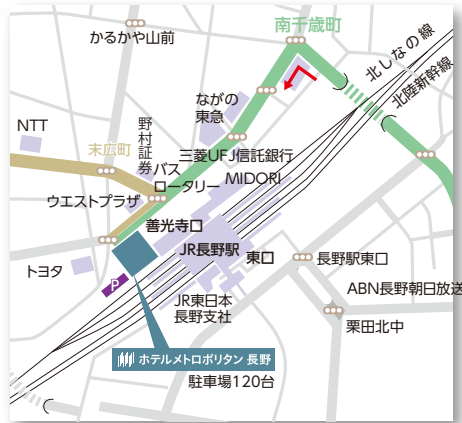 南千歳町
かるかや山前
北しなの線
北陸新幹線
ながの
東急
NTT
野村証券
末広町
三菱UFJ信託銀行
バス
ロータリー
MIDORI
ウエストプラザ
善光寺口
JR長野駅
東口
長野駅東口
トヨタ
P
ABN長野朝日放送
JR東日本
長野支社
栗田北中
ホテルメトロポリタン 長野
駐車場120台